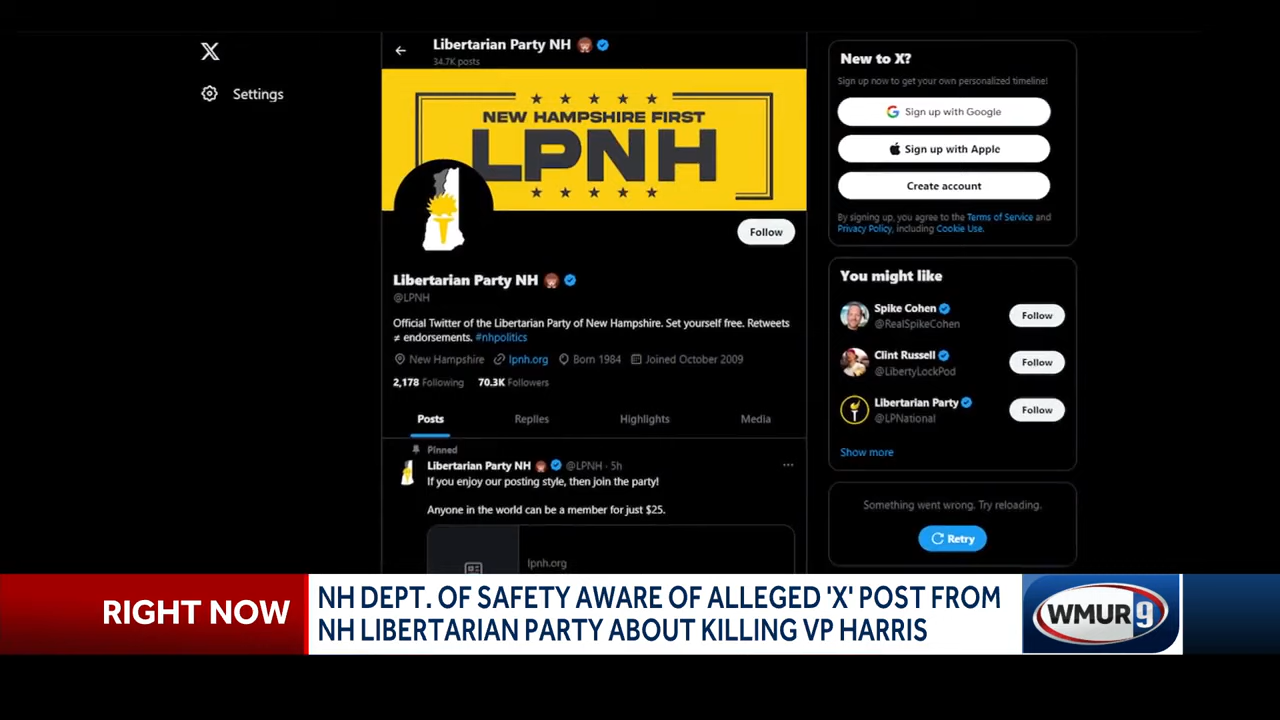 Libertarian Party NH
34.7K posts
Settings
NEW HAMPSHIRE FIRST
LPNH
Follow
Libertarian Party NH
@LPNH
Official Twitter of the Libertarian Party of New Hampshire. Set yourself free. Retweets
≠ endorsements. #nhpolitics
New Hampshire lpnh.org Born 1984 Joined October 2009
2,178 Following 70.3K Followers
Posts Replies Highlights Media
Pinned
Libertarian Party NH @LPNH · 5h
If you enjoy our posting style, then join the party!
Anyone in the world can be a member for just $25.
lpnh.org
New to X?
Sign up now to get your own personalized timeline!
Sign up with Google
Sign up with Apple
Create account
By signing up, you agree to the Terms of Service and
Privacy Policy, including Cookie Use.
You might like
Spike Cohen
@RealSpikeCohen
Follow
Clint Russell
@LibertyLockPod
Follow
Libertarian Party
@LPNational
Follow
Show more
Something went wrong. Try reloading.
Retry
RIGHT NOW
NH DEPT. OF SAFETY AWARE OF ALLEGED 'X' POST FROM
NH LIBERTARIAN PARTY ABOUT KILLING VP HARRIS
WMUR 9